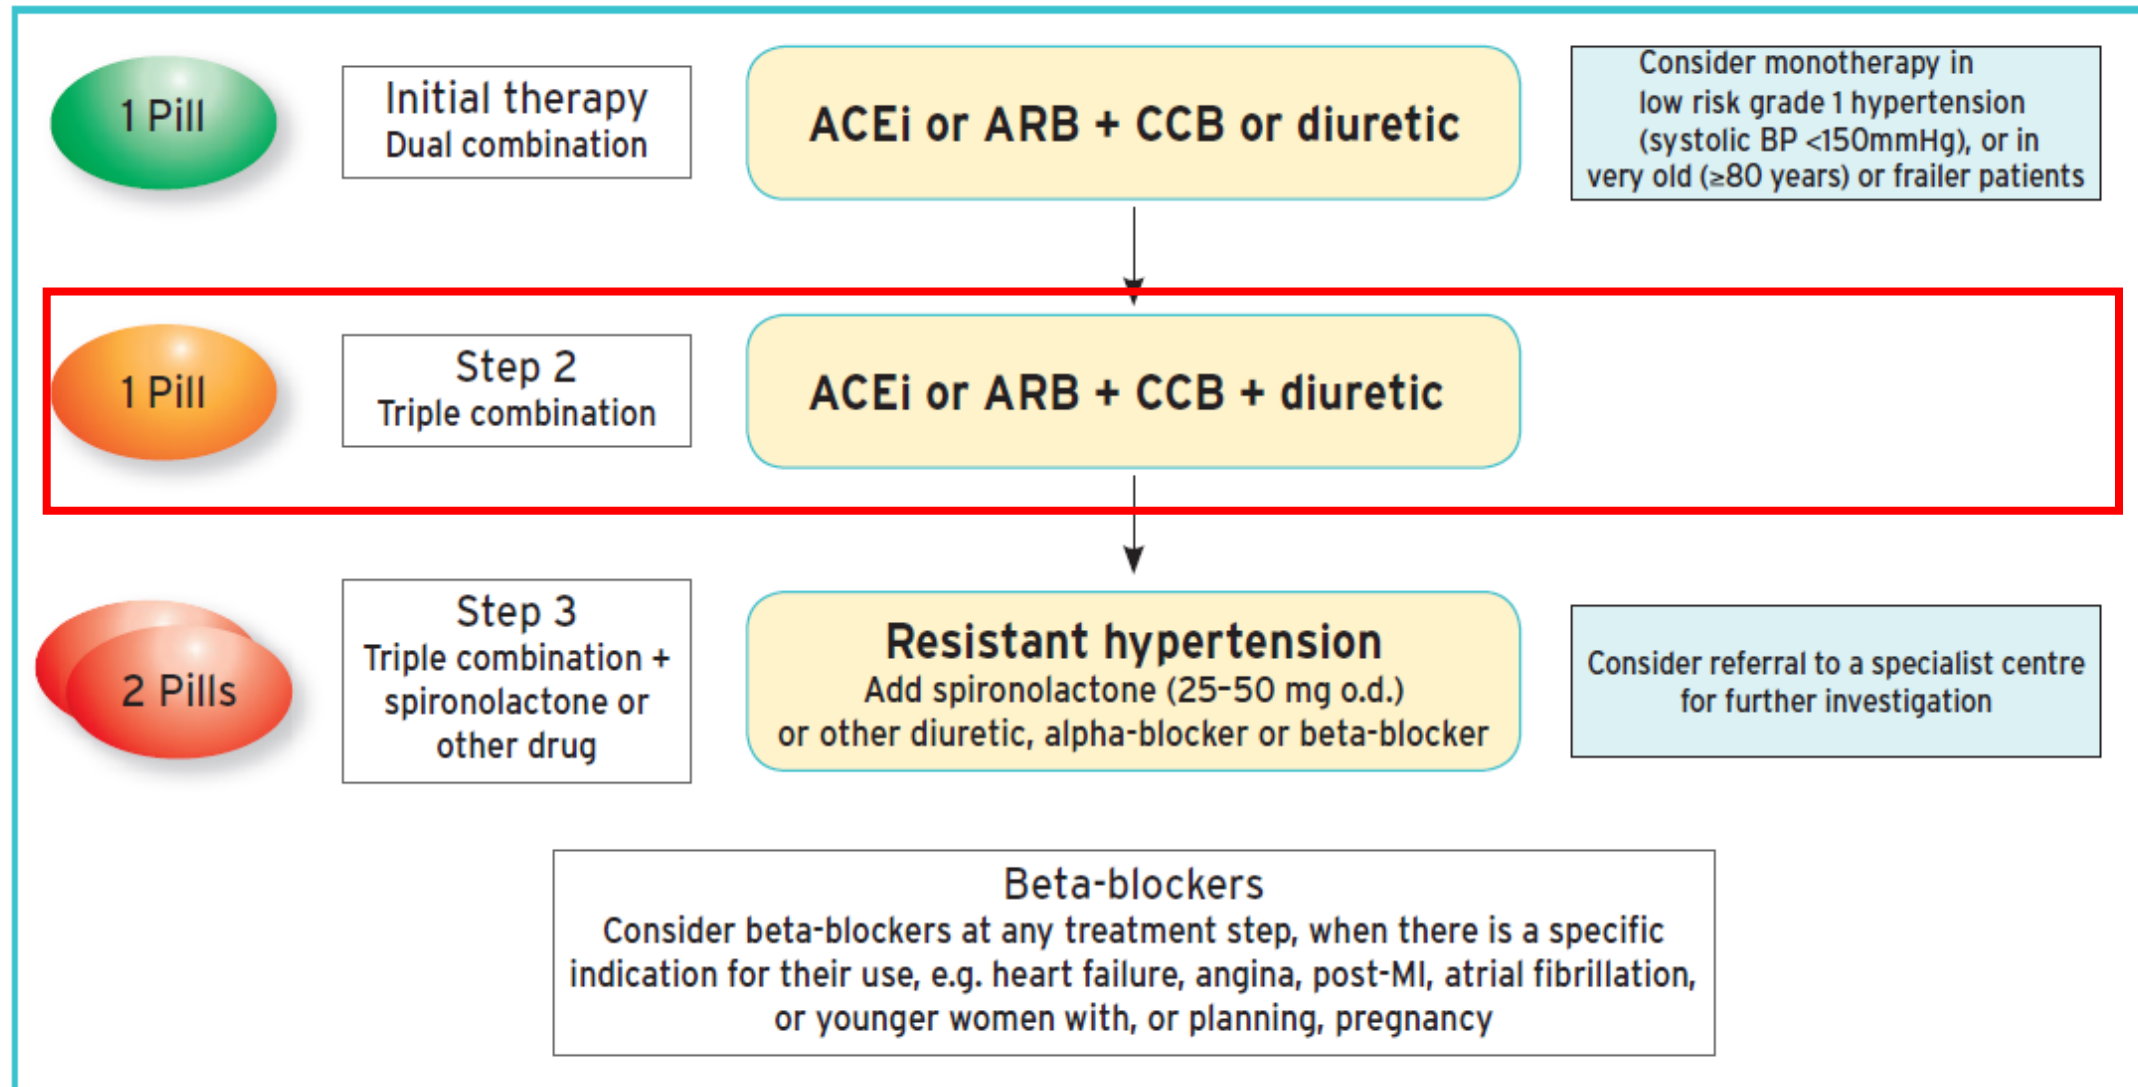 1 Pill
Initial therapy
Dual combination
ACEi or ARB + CCB or diuretic
Consider monotherapy in
low risk grade 1 hypertension
(systolic BP <150mmHg), or in
very old (≥80 years) or frailer patients
1 Pill
Step 2
Triple combination
ACEi or ARB + CCB + diuretic
2 Pills
Step 3
Triple combination +
spironolactone or
other drug
Resistant hypertension
Add spironolactone (25–50 mg o.d.)
or other diuretic, alpha-blocker or beta-blocker
Consider referral to a specialist centre
for further investigation
Beta-blockers
Consider beta-blockers at any treatment step, when there is a specific
indication for their use, e.g. heart failure, angina, post-MI, atrial fibrillation,
or younger women with, or planning, pregnancy